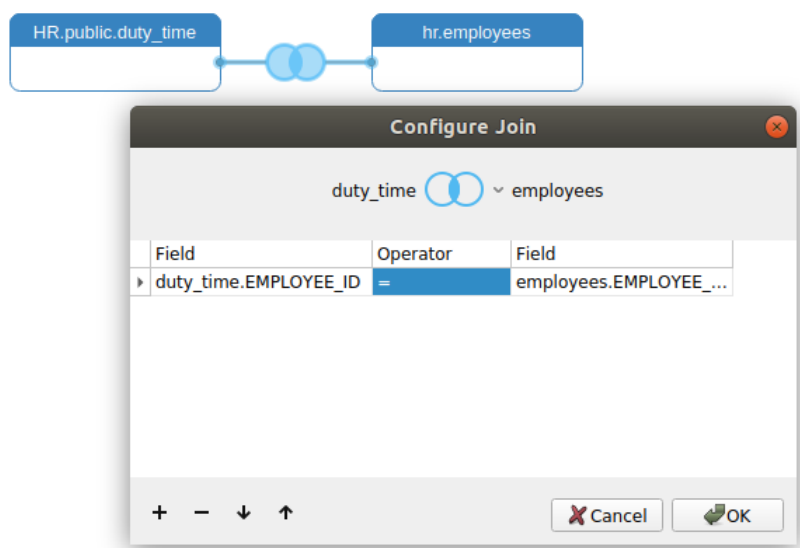 HR.public.duty_time
hr.employees
Configure Join
duty_time employees
Field Operator Field
duty_time.EMPLOYEE_ID = employees.EMPLOYEE_...
Cancel OK